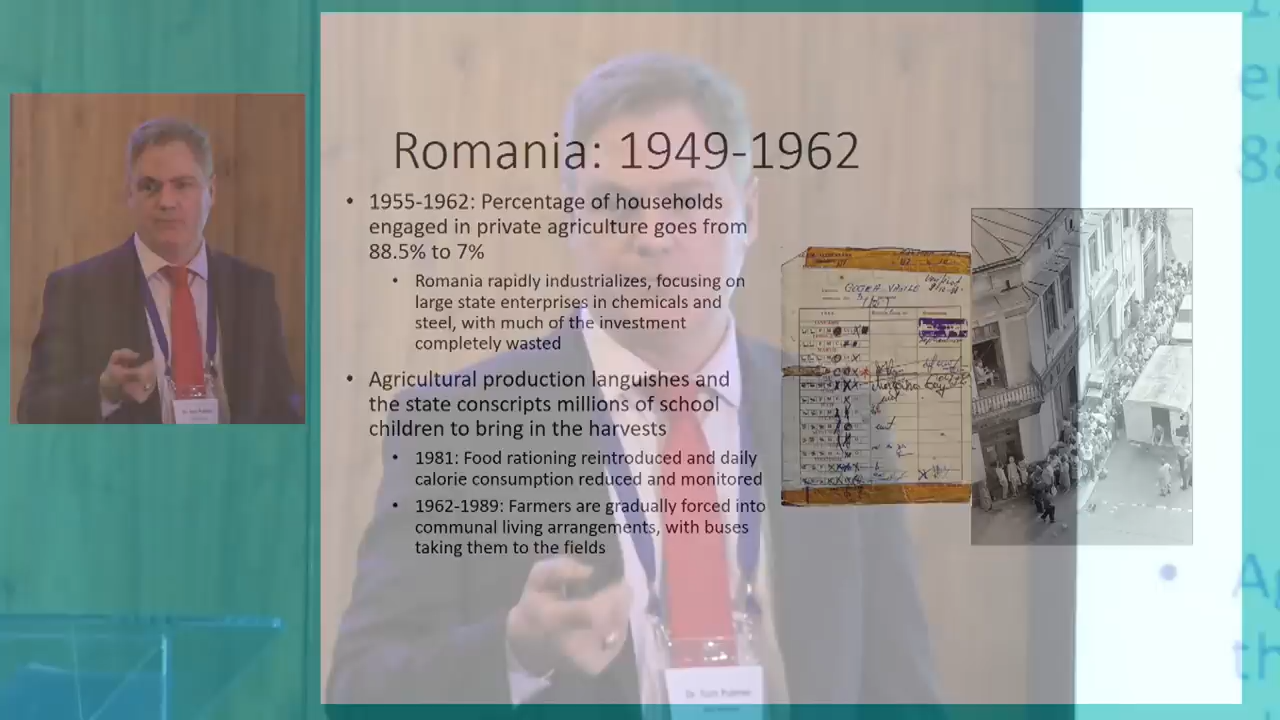 Romania: 1949-1962
• 1955-1962: Percentage of households
engaged in private agriculture goes from
88.5% to 7%
• Romania rapidly industrializes, focusing on
large state enterprises in chemicals and
steel, with much of the investment
completely wasted
• Agricultural production languishes and
the state conscripts millions of school
children to bring in the harvests
• 1981: Food rationing reintroduced and daily
calorie consumption reduced and monitored
• 1962-1989: Farmers are gradually forced into
communal living arrangements, with buses
taking them to the fields
VASILE
Dr. Tom Palmer